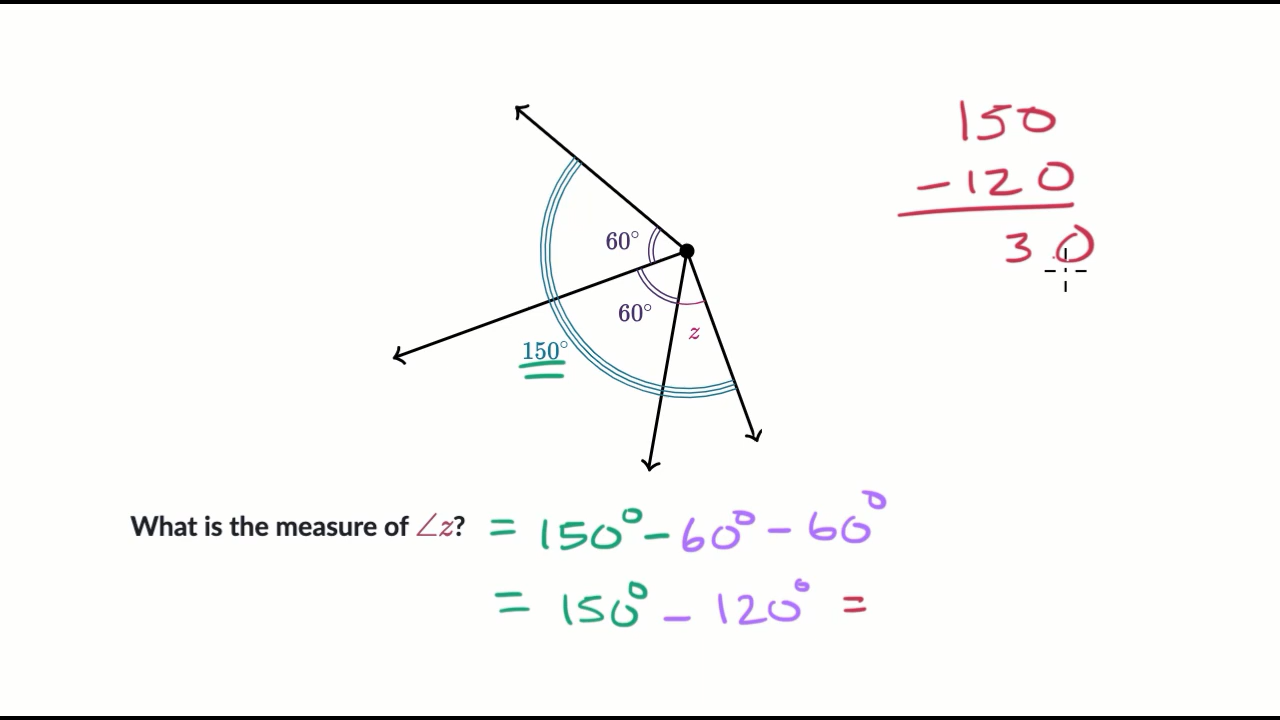 150
-120
30
60°
60°
z
150°
What is the measure of ∠z? = 150° - 60° - 60°
= 150° - 120° =